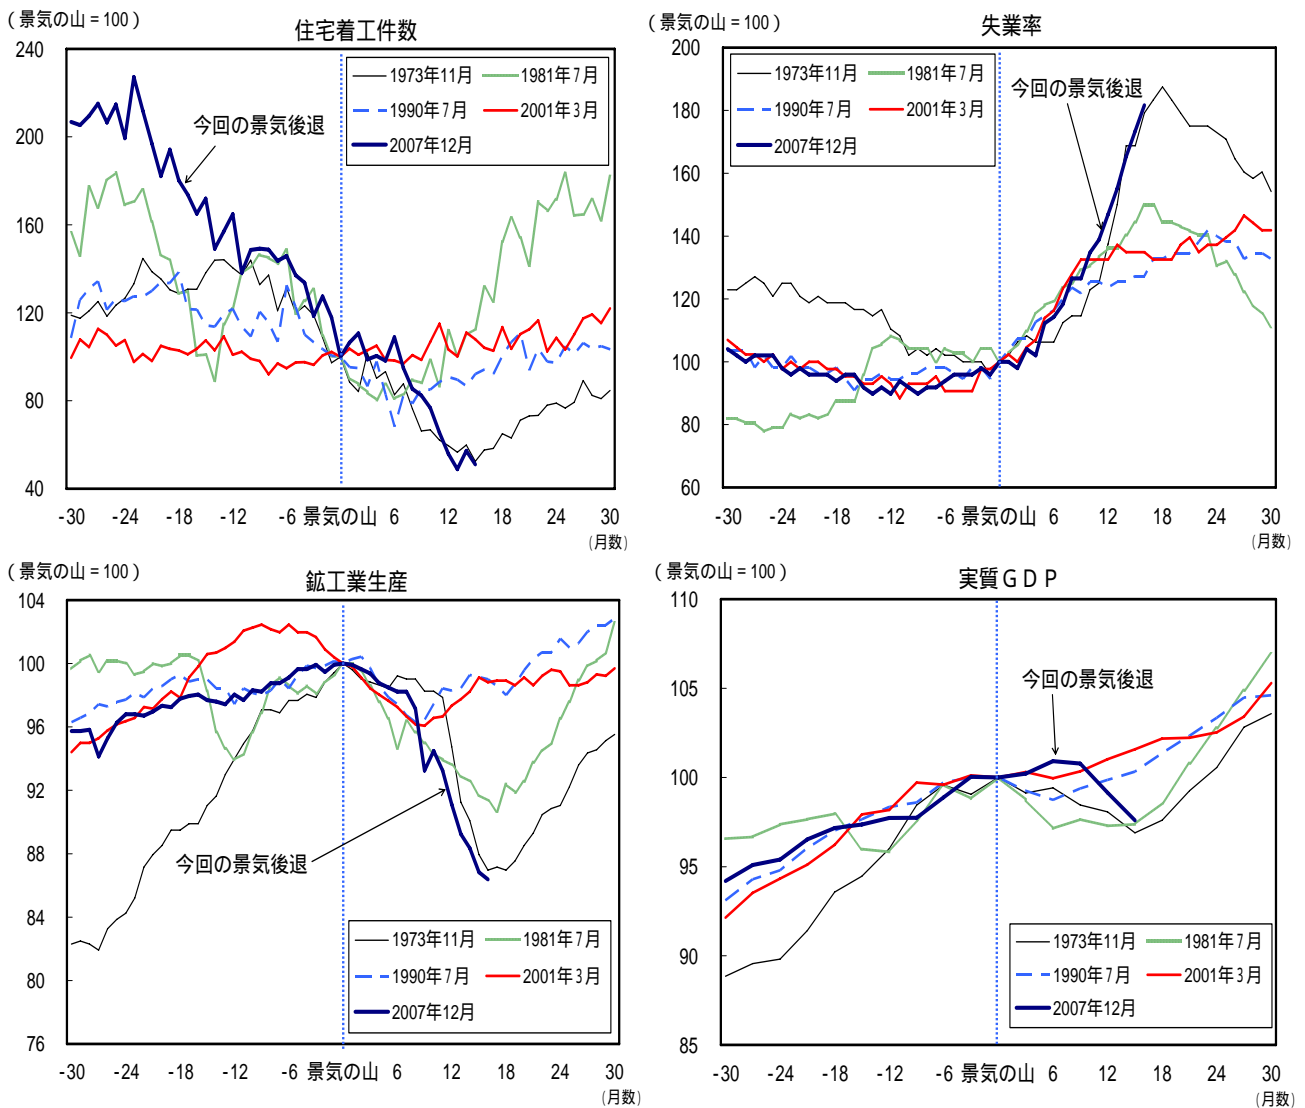 （景気の山＝100）
住宅着工件数
240
200
160
120
80
40
1973年11月
1981年7月
1990年7月
2001年3月
2007年12月
今回の景気後退
-30 -24 -18 -12 -6 景気の山 6 12 18 24 30
（月数）
（景気の山＝100）
失業率
200
180
160
140
120
100
80
60
1973年11月
1981年7月
1990年7月
2001年3月
2007年12月
今回の景気後退
-30 -24 -18 -12 -6 景気の山 6 12 18 24 30
（月数）
（景気の山＝100）
鉱工業生産
104
100
96
92
88
84
80
76
今回の景気後退
1973年11月
1981年7月
1990年7月
2001年3月
2007年12月
-30 -24 -18 -12 -6 景気の山 6 12 18 24 30
（月数）
（景気の山＝100）
実質ＧＤＰ
110
105
100
95
90
85
今回の景気後退
1973年11月
1981年7月
1990年7月
2001年3月
2007年12月
-30 -24 -18 -12 -6 景気の山 6 12 18 24 30
（月数）